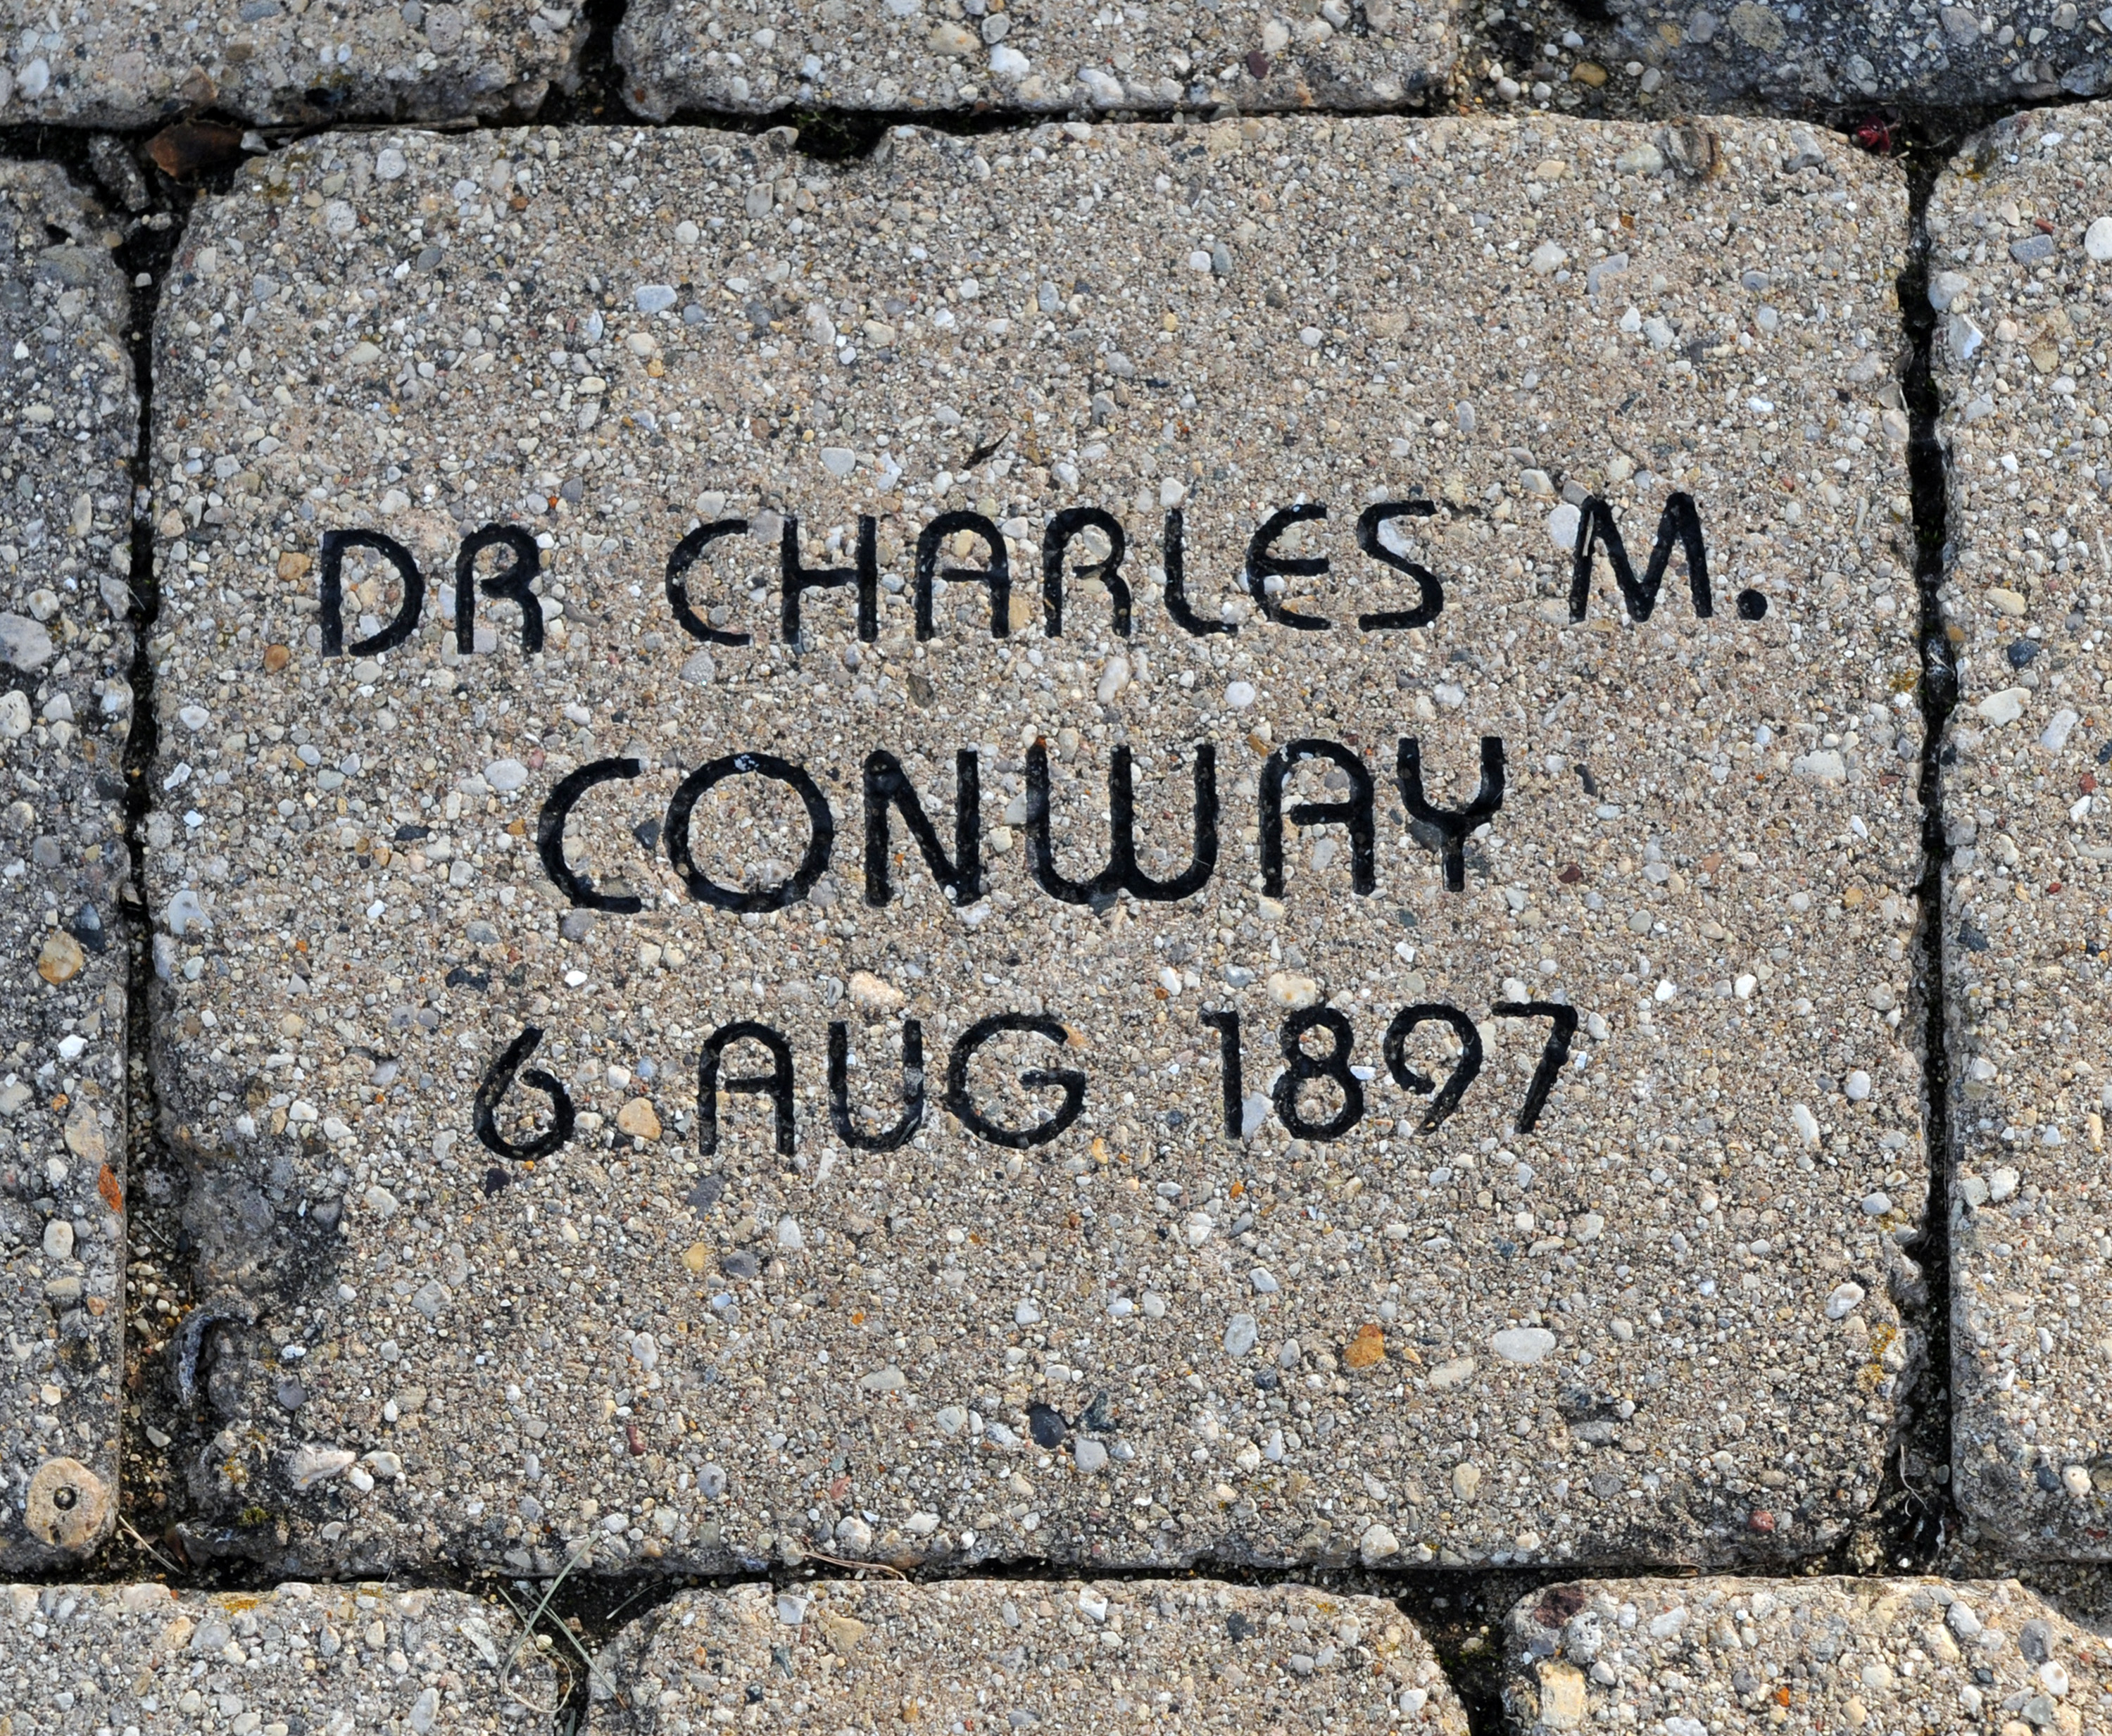 DR CHARLES M.
CONWAY
6 AUG 1897